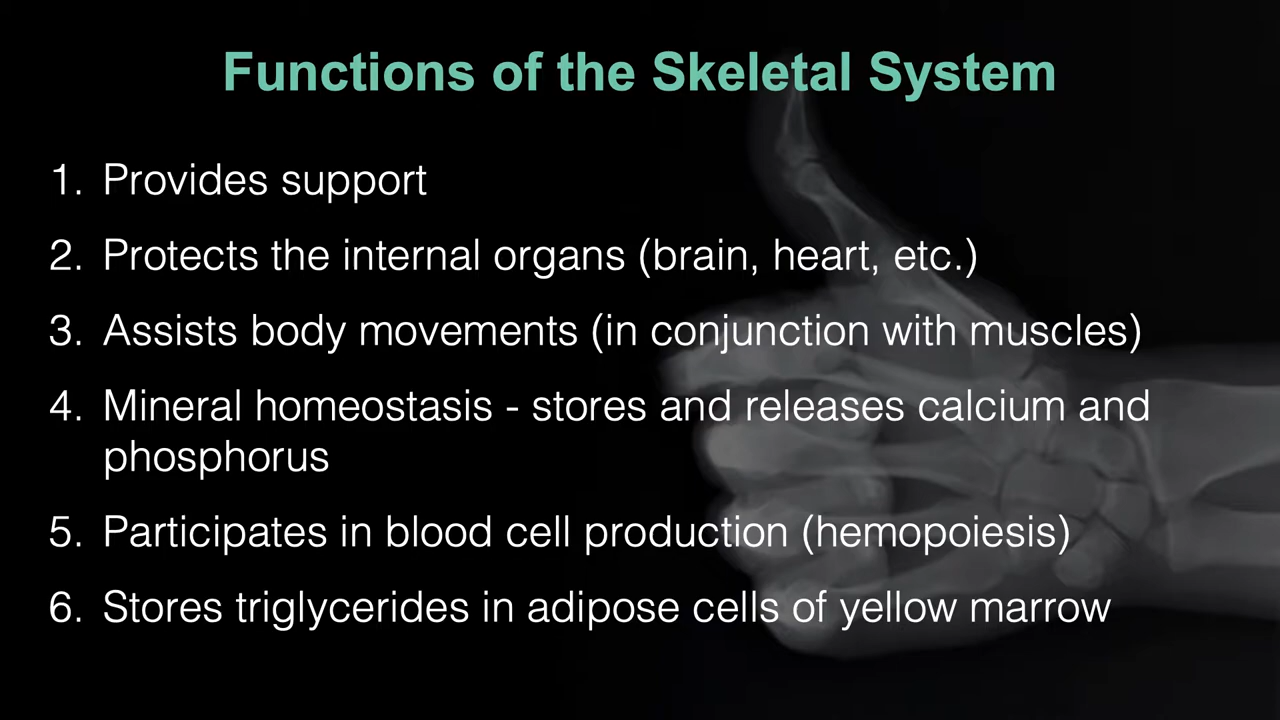 Functions of the Skeletal System
1. Provides support
2. Protects the internal organs (brain, heart, etc.)
3. Assists body movements (in conjunction with muscles)
4. Mineral homeostasis - stores and releases calcium and
phosphorus
5. Participates in blood cell production (hemopoiesis)
6. Stores triglycerides in adipose cells of yellow marrow